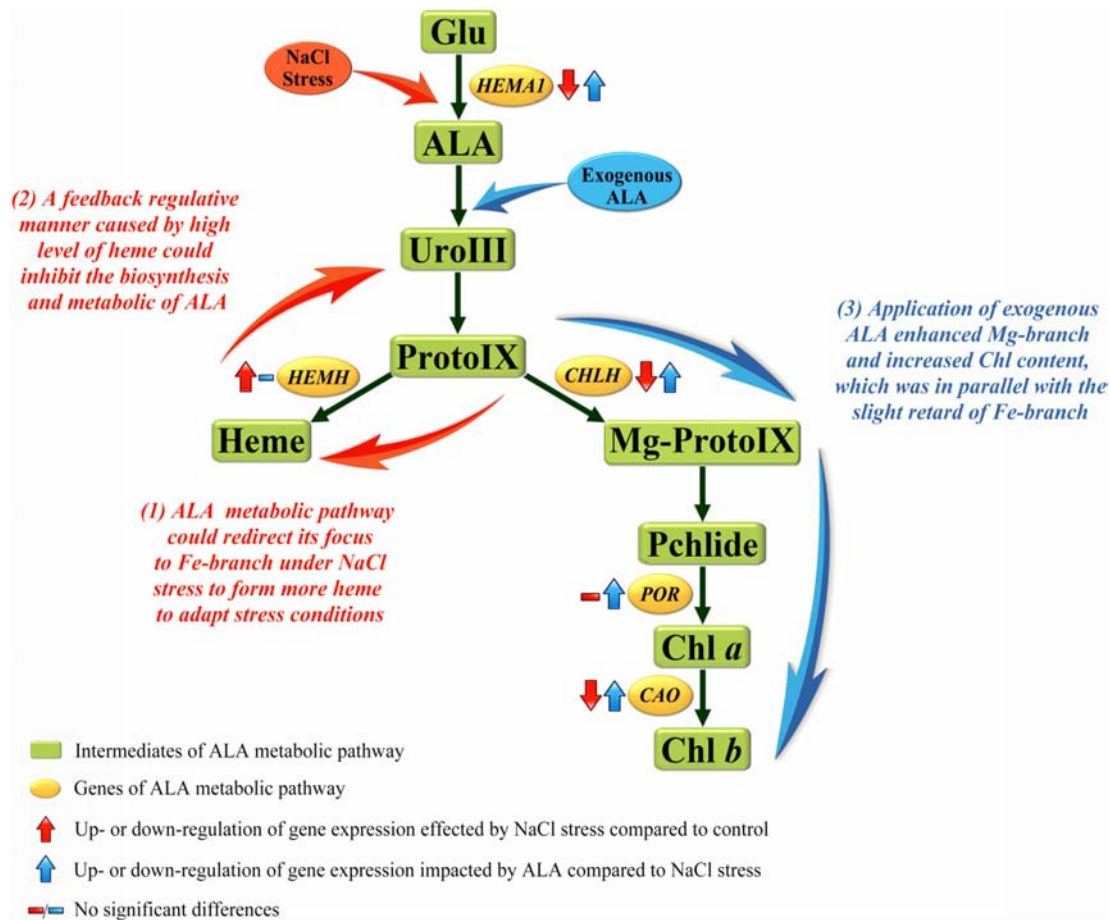 Glu
NaCl
Stress
HEMA1
ALA
Exogenous
ALA
(2) A feedback regulative
manner caused by high
level of heme could
inhibit the biosynthesis
and metabolic of ALA
UroIII
(3) Application of exogenous
ALA enhanced Mg-branch
and increased Chl content,
which was in parallel with the
slight retard of Fe-branch
ProtoIX
HEMH
CHLH
Heme
Mg-ProtoIX
(1) ALA metabolic pathway
could redirect its focus
to Fe-branch under NaCl
stress to form more heme
to adapt stress conditions
Pchlide
POR
Chl a
CAO
Chl b
Intermediates of ALA metabolic pathway
Genes of ALA metabolic pathway
Up- or down-regulation of gene expression effected by NaCl stress compared to control
Up- or down-regulation of gene expression impacted by ALA compared to NaCl stress
No significant differences